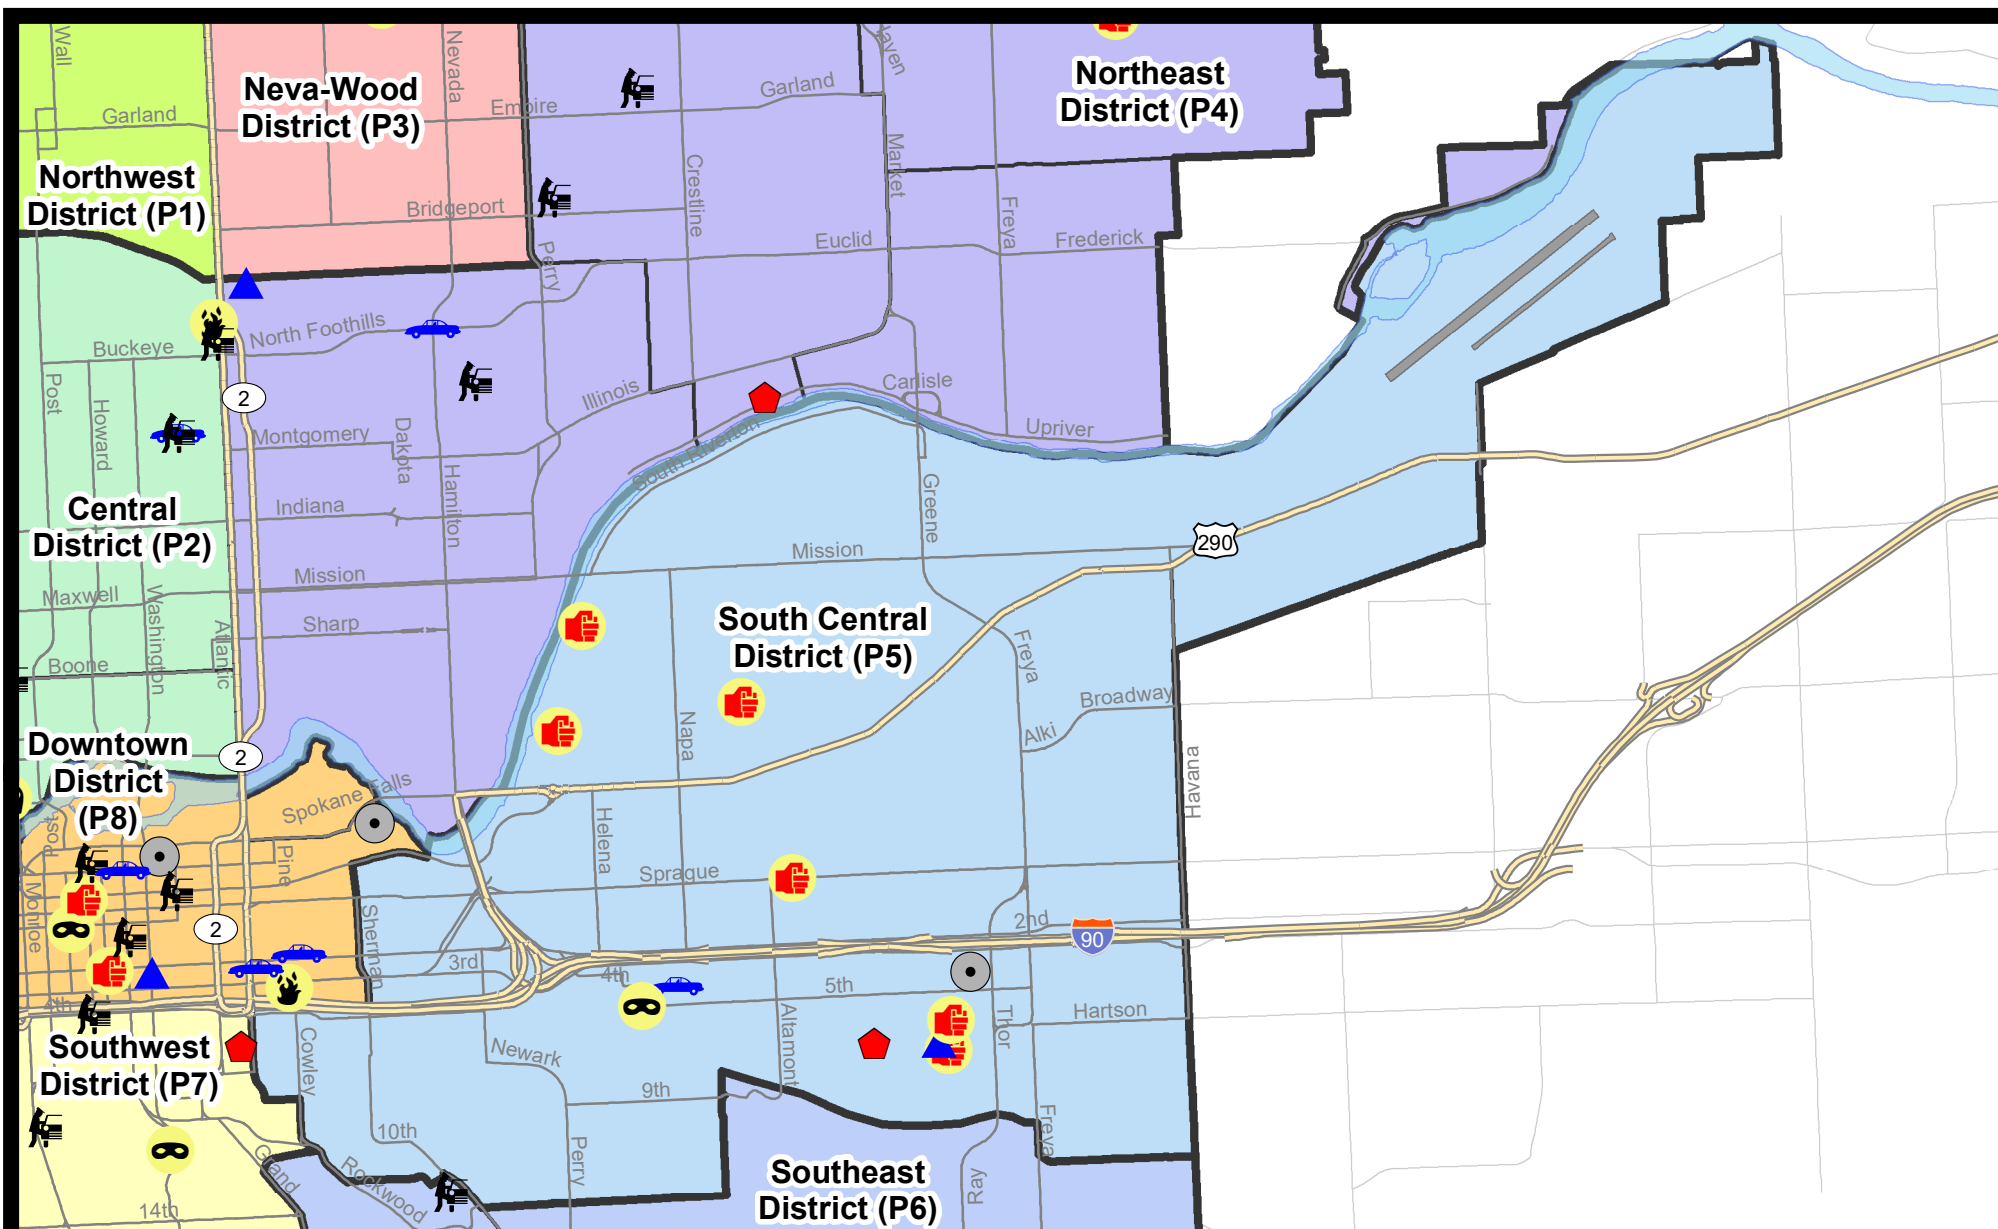 Wall
Nevada
Haven
Neva-Wood
District (P3)
Garland
Empire
Garland
Northeast
District (P4)
Northwest
District (P1)
Bridgeport
Crestline
Market
Freya
Perry
Euclid
Frederick
North Foothills
Buckeye
2
Post
Howard
Montgomery
Dakota
Hamilton
Illinois
Carlisle
Upriver
South Riverton
Greene
Central
District (P2)
Indiana
Mission
Mission
290
Maxwell
Washington
Atlantic
Sharp
Boone
South Central
District (P5)
Freya
Broadway
Alki
Napa
Havana
Downtown
District
(P8)
2
Spokane Falls
Post
Pine
Helena
Sprague
Monroe
2
Sherman
2nd
90
3rd
4th
5th
4th
Altamont
Thor
Hartson
Southwest
District (P7)
Cowley
Newark
9th
10th
Perry
Freya
Grand
Rockwood
Ray
Southeast
District (P6)
14th